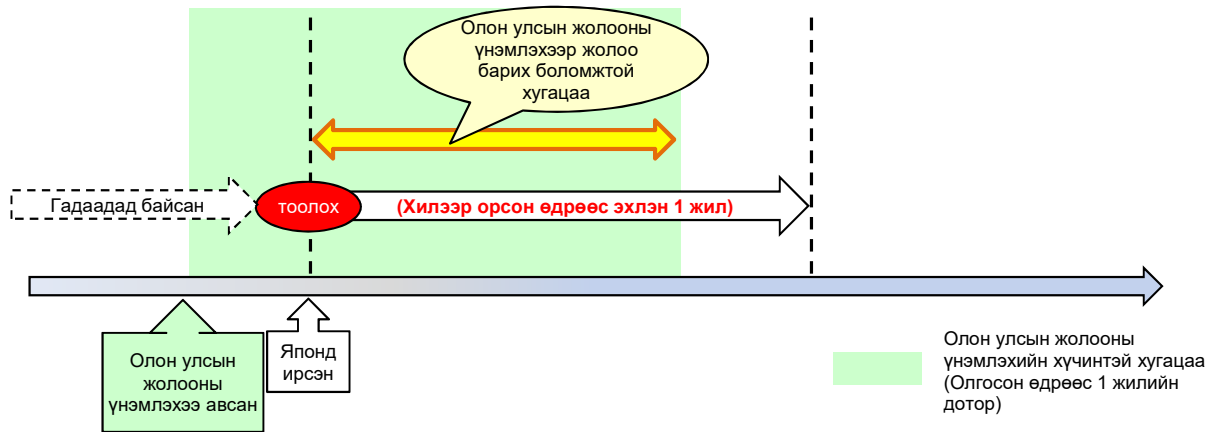 Олон улсын жолооны
үнэмлэхээр жолоо
барих боломжтой
хугацаа
Гадаадад байсан
тоолох
(Хилээр орсон өдрөөс эхлэн 1 жил)
Олон улсын
жолооны
үнэмлэхээ авсан
Японд
ирсэн
Олон улсын жолооны
үнэмлэхийн хүчинтэй хугацаа
(Олгосон өдрөөс 1 жилийн
дотор)